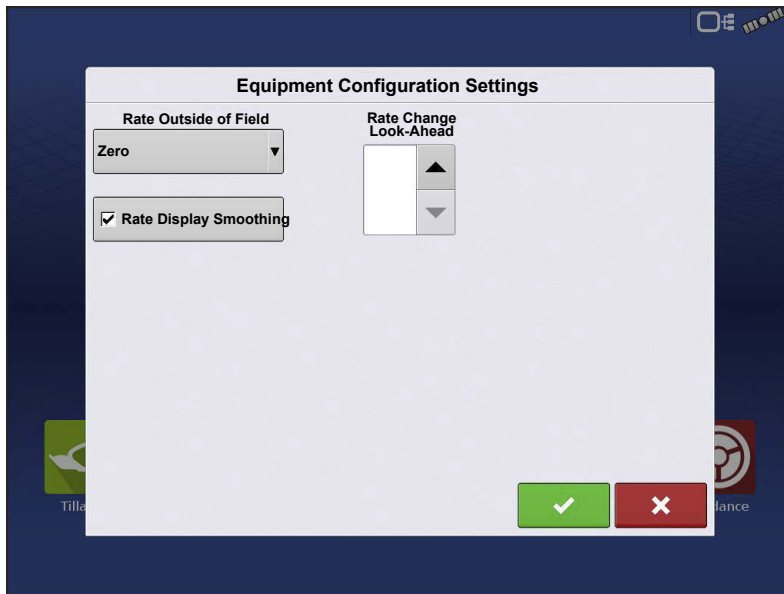 Equipment Configuration Settings
Rate Outside of Field
Rate Change
Look-Ahead
Zero
Rate Display Smoothing
Tilla
dance